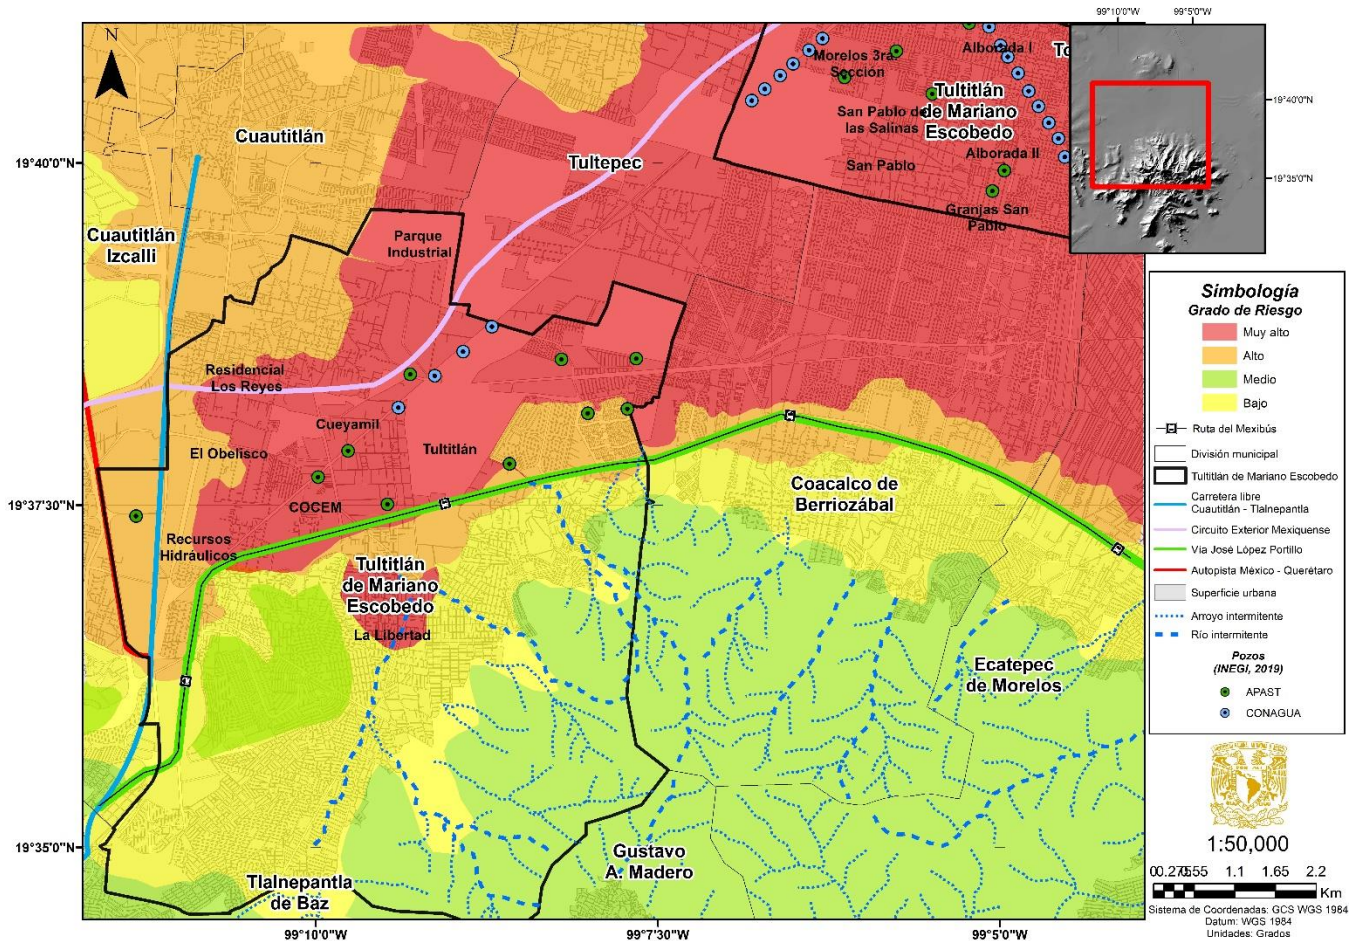 99°10'0"W
99°5'0"W
N
Morelos 3ra.
Sección
Alborada I
Tultitlán
de Mariano
Escobedo
San Pablo de
las Salinas
San Pablo
Alborada II
Granjas San
Pablo
19°40'0"N
19°35'0"N
Cuautitlán
Tultepec
19°40'0"N
Cuautitlán
Izcalli
Parque
Industrial
Residencial
Los Reyes
Cueyamil
El Obelisco
Tultitlán
COCEM
19°37'30"N
Recursos
Hidráulicos
Coacalco de
Berriozábal
Tultitlán
de Mariano
Escobedo
La Libertad
Ecatepec
de Morelos
Gustavo
A. Madero
19°35'0"N
Tlalnepantla
de Baz
99°10'0"W
99°7'30"W
99°5'0"W
Simbología
Grado de Riesgo
Muy alto
Alto
Medio
Bajo
Ruta del Mexibús
División municipal
Tultitlán de Mariano Escobedo
Carretera libre
Cuautitlán - Tlalnepantla
Circuito Exterior Mexiquense
Vía José López Portillo
Autopista México - Querétaro
Superficie urbana
Arroyo intermitente
Río intermitente
Pozos
(INEGI, 2019)
APAST
CONAGUA
1:50,000
0 0.275 0.55 1.1 1.65 2.2
Km
Sistema de Coordenadas: GCS WGS 1984
Datum: WGS 1984
Unidades: Grados